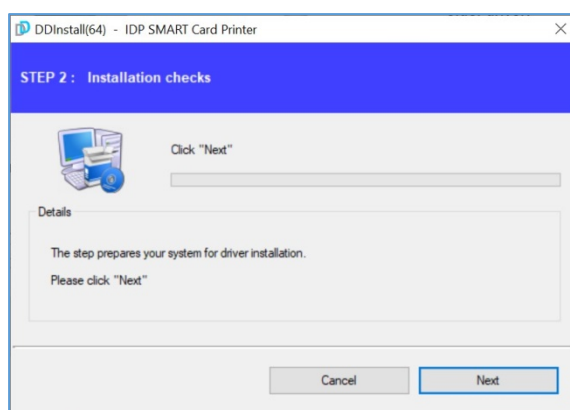 DDInstall(64) - IDP SMART Card Printer
STEP 2 : Installation checks
Click "Next"
Details
The step prepares your system for driver installation.
Please click "Next"
Cancel
Next